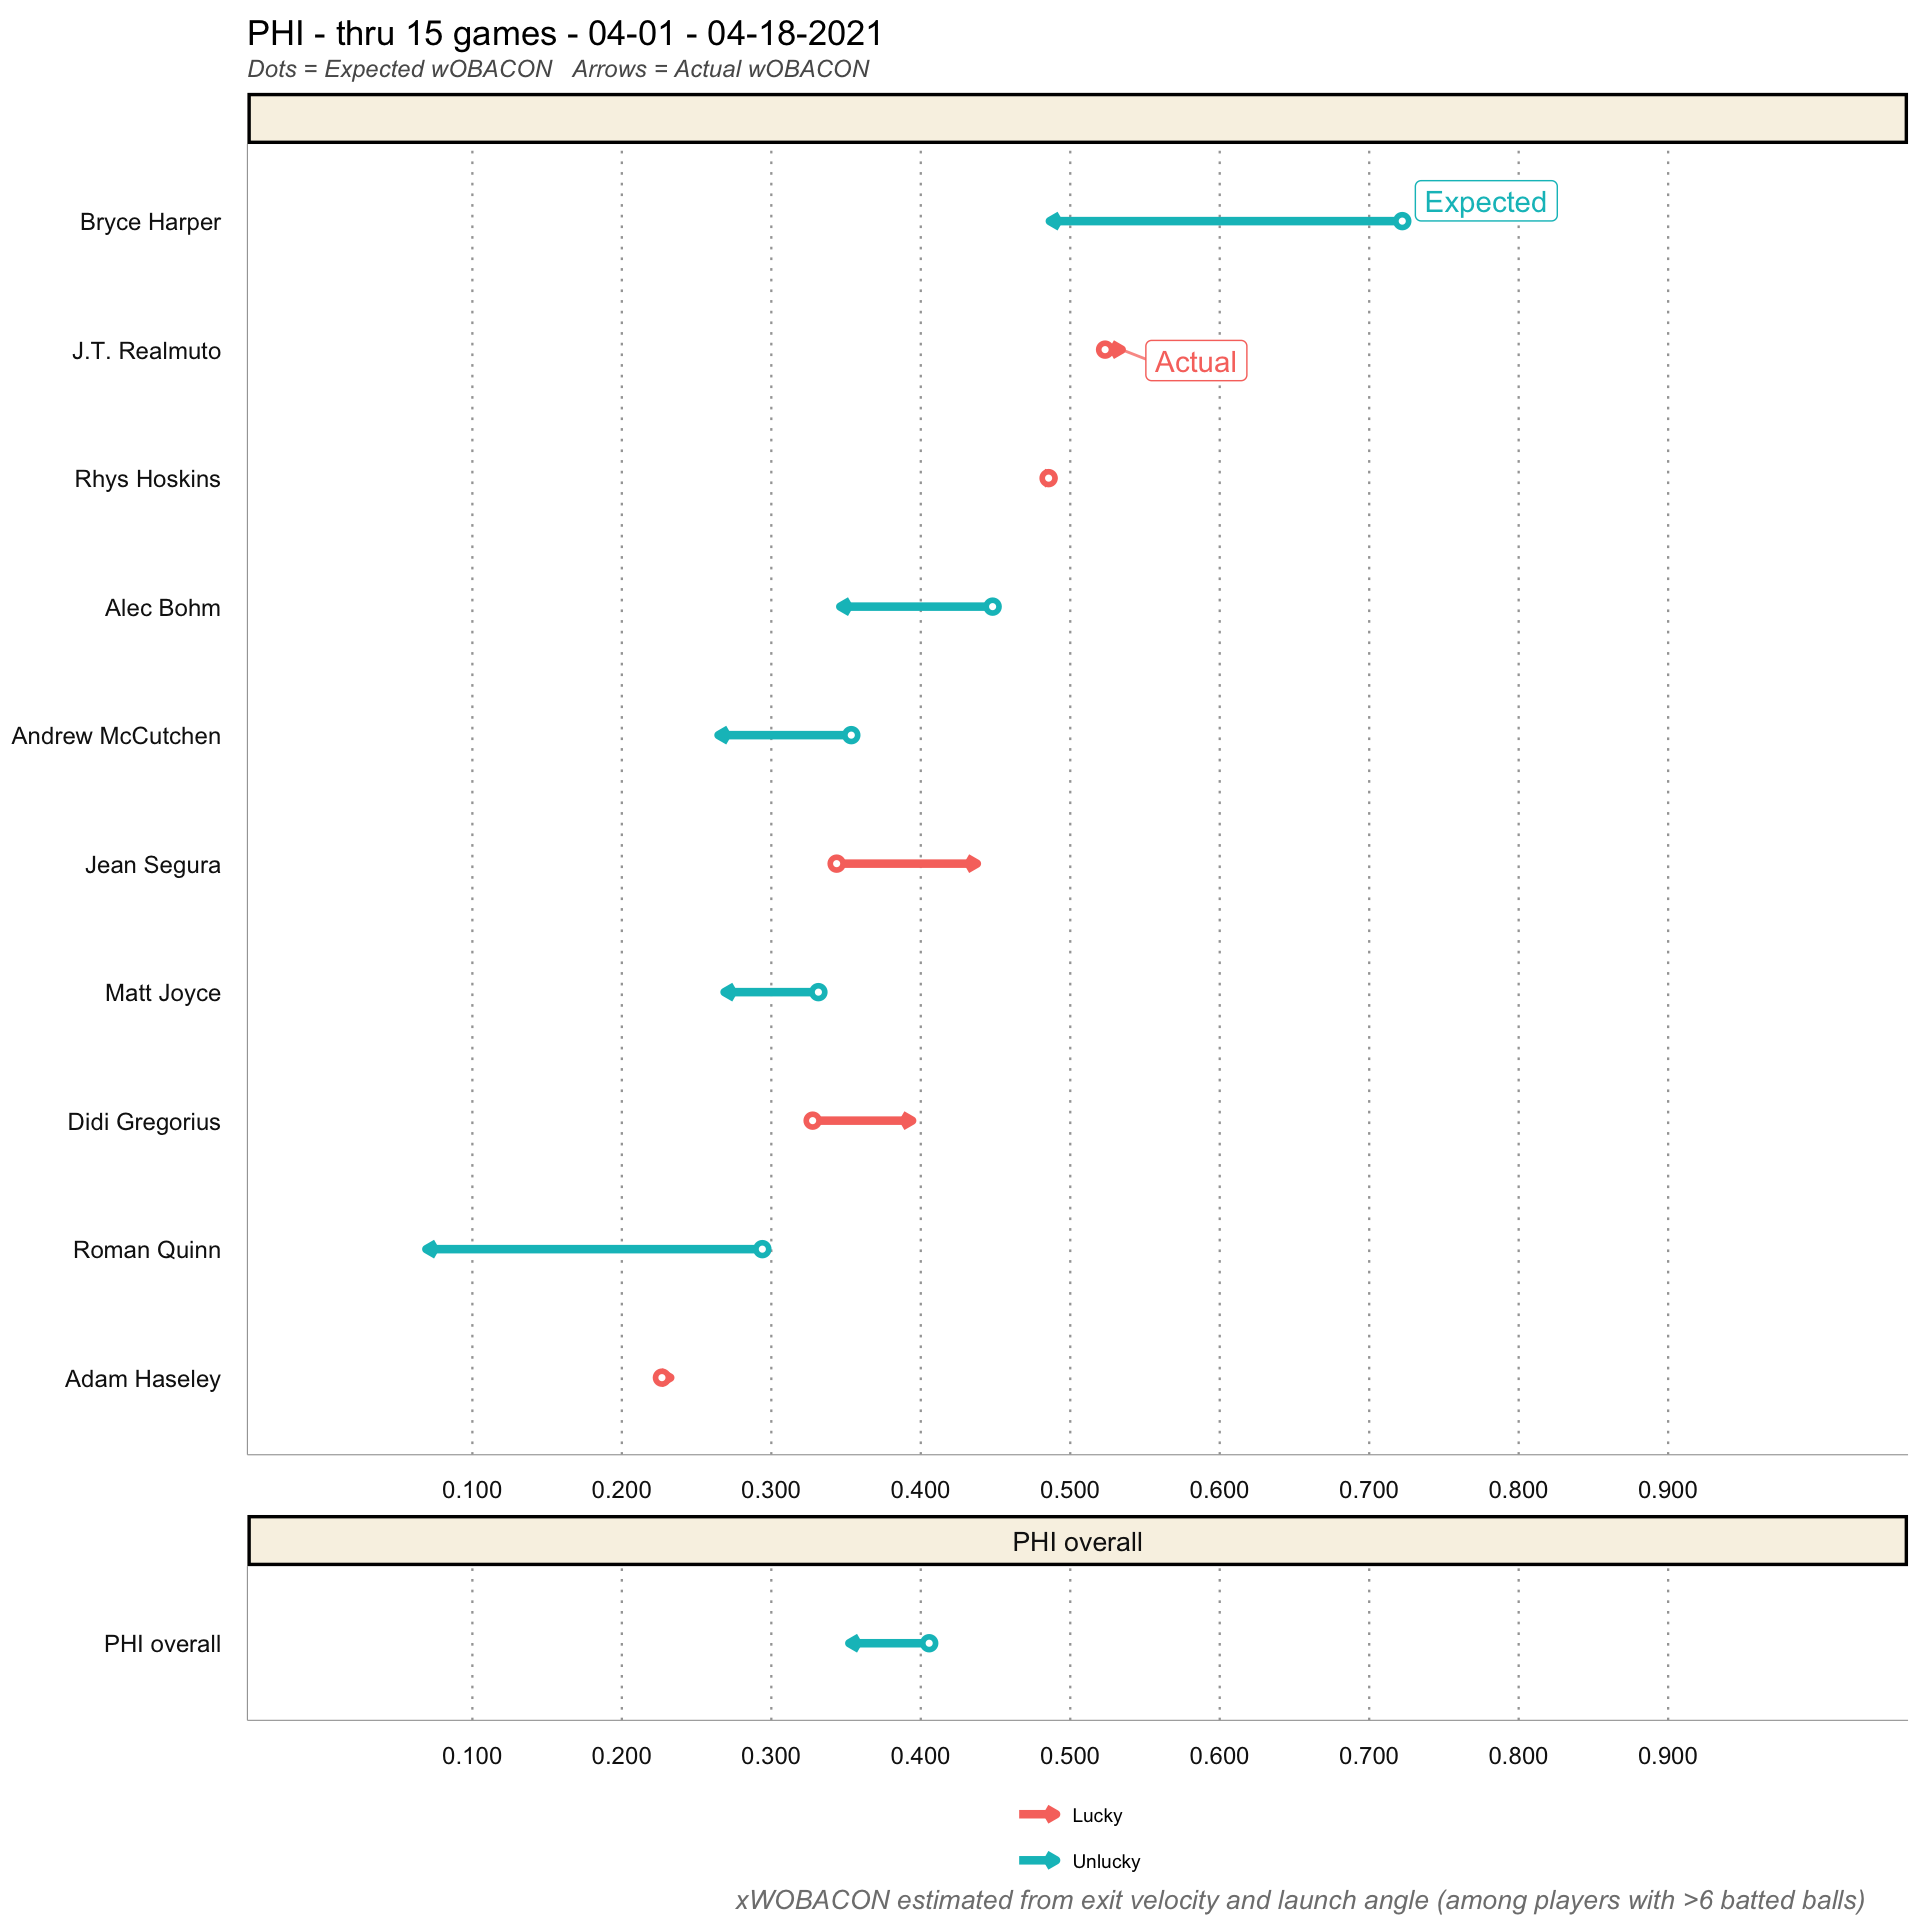 PHI - thru 15 games - 04-01 - 04-18-2021
Dots = Expected wOBACON   Arrows = Actual wOBACON
Bryce Harper
Expected
J.T. Realmuto
Actual
Rhys Hoskins
Alec Bohm
Andrew McCutchen
Jean Segura
Matt Joyce
Didi Gregorius
Roman Quinn
Adam Haseley
0.100 0.200 0.300 0.400 0.500 0.600 0.700 0.800 0.900
PHI overall
PHI overall
0.100 0.200 0.300 0.400 0.500 0.600 0.700 0.800 0.900
Lucky
Unlucky
xWOBACON estimated from exit velocity and launch angle (among players with >6 batted balls)